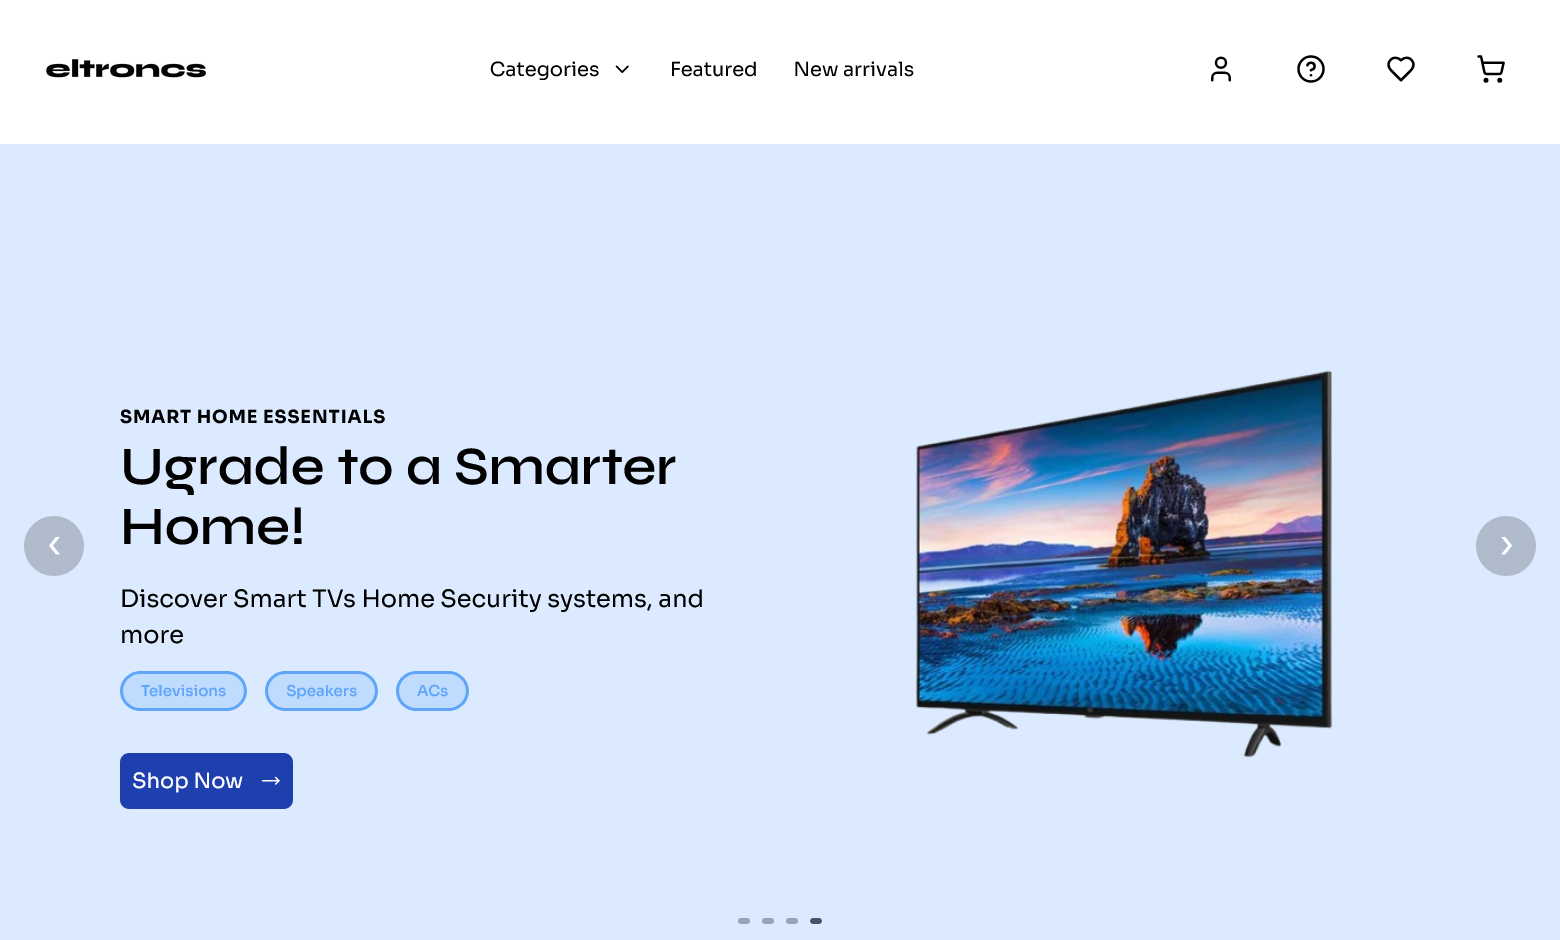 eltroncs
Categories
Featured
New arrivals
SMART HOME ESSENTIALS
Ugrade to a Smarter
Home!
Discover Smart TVs Home Security systems, and
more
Televisions
Speakers
ACs
Shop Now →